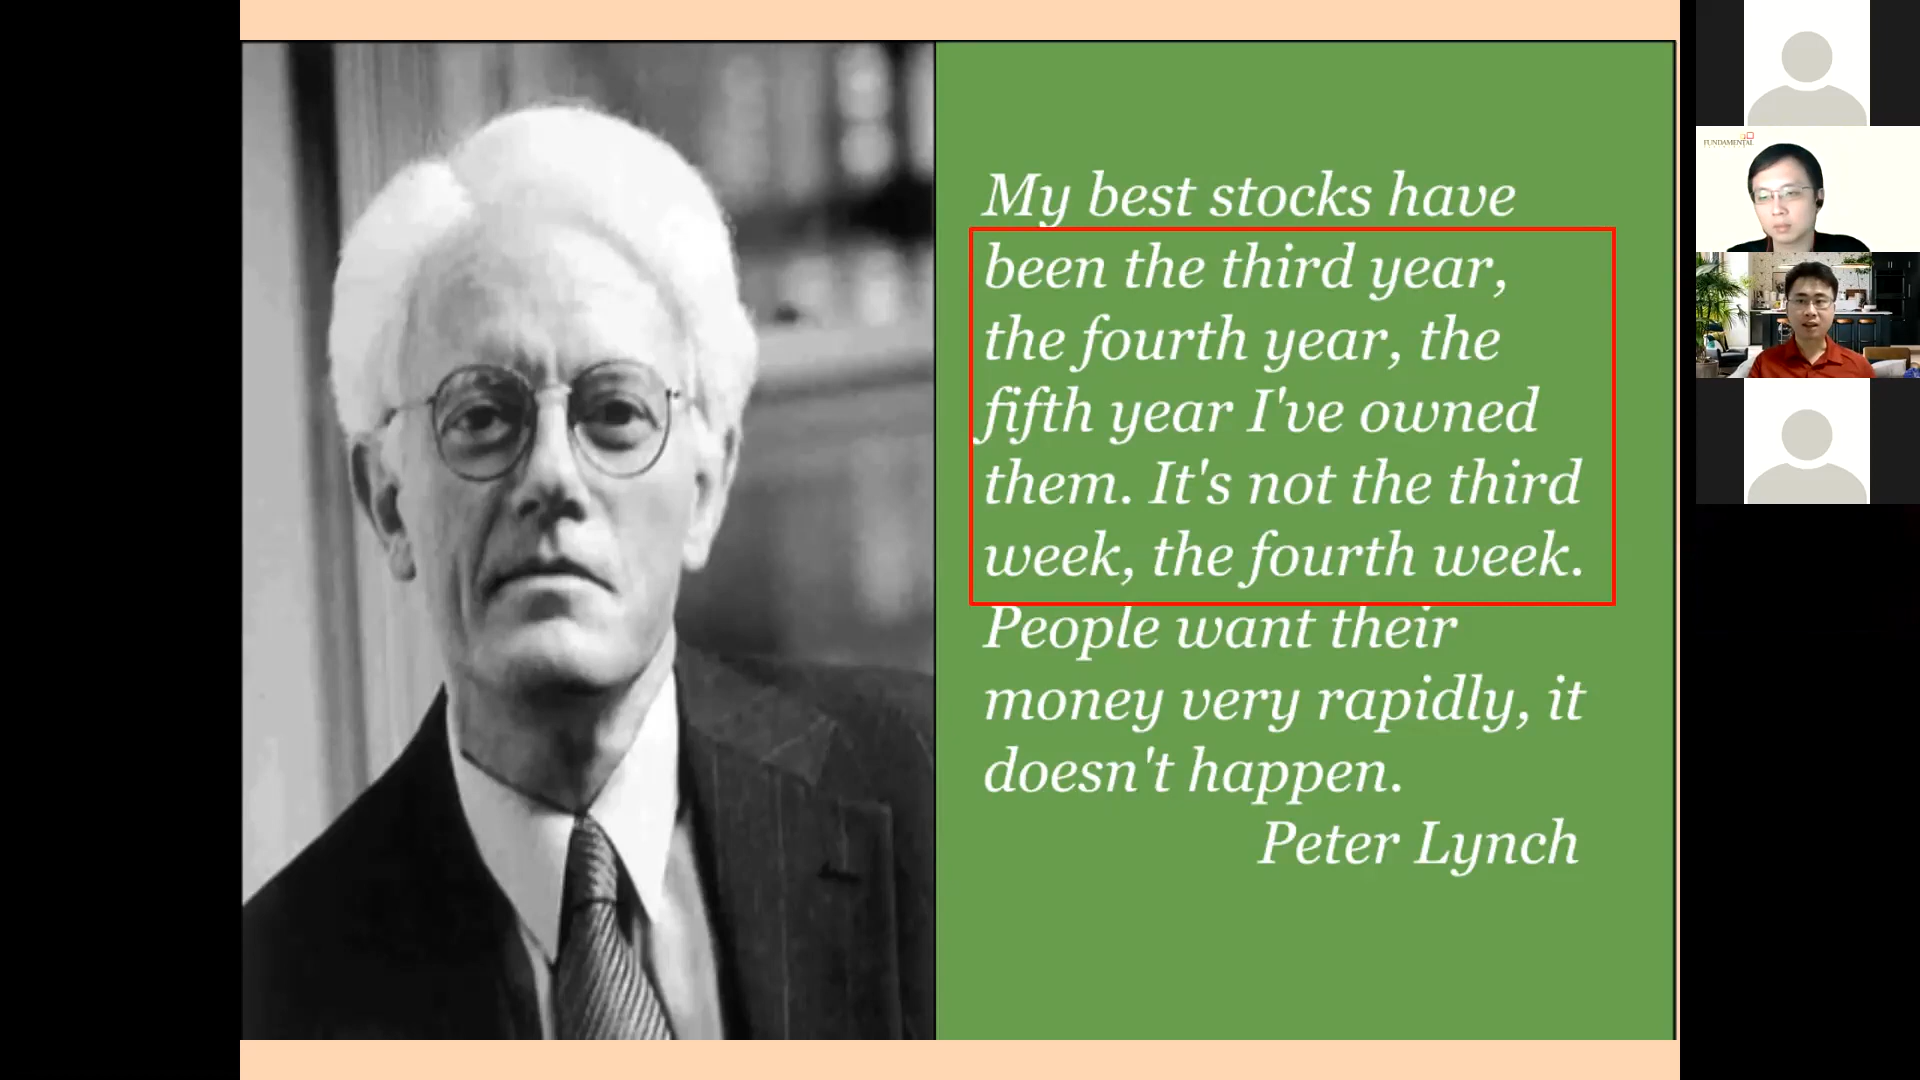 My best stocks have
been the third year,
the fourth year, the
fifth year I've owned
them. It's not the third
week, the fourth week.
People want their
money very rapidly, it
doesn't happen.
Peter Lynch
FUNDAMENTAL